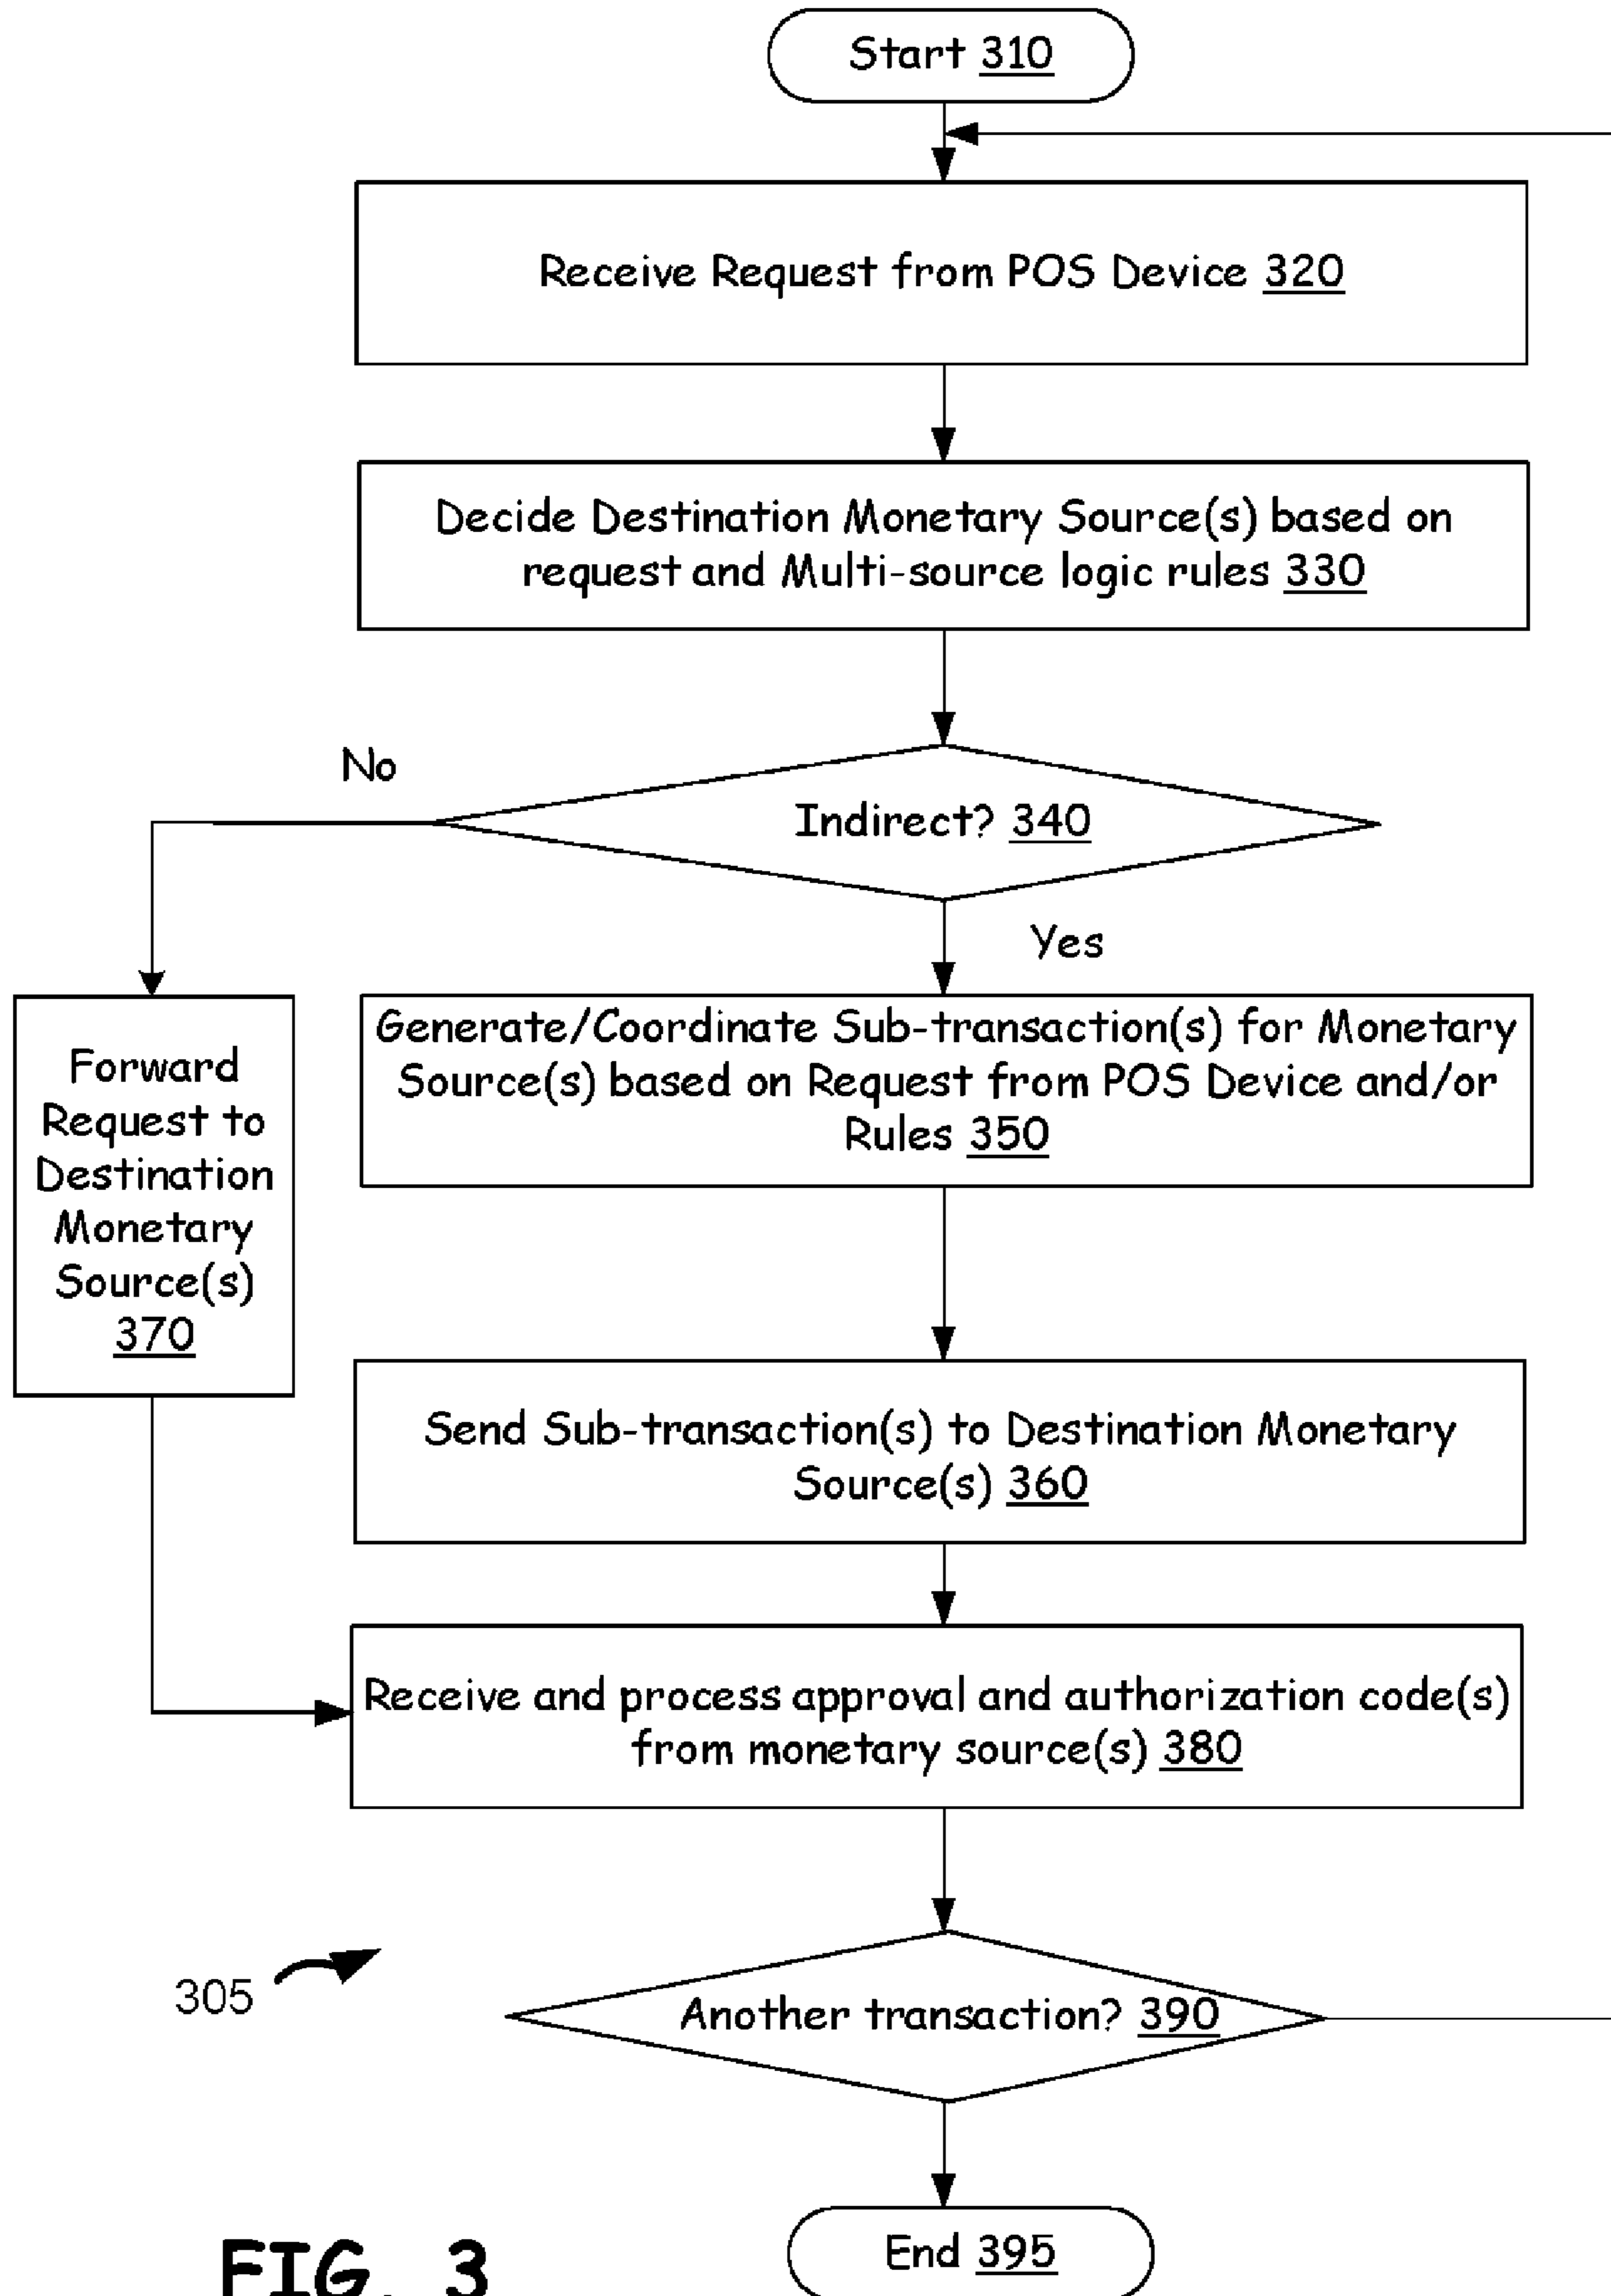 Start 310
Receive Request from POS Device 320
Decide Destination Monetary Source(s) based on
request and Multi-source logic rules 330
No
Indirect? 340
Yes
Forward
Request to
Destination
Monetary
Source(s)
370
Generate/Coordinate Sub-transaction(s) for Monetary
Source(s) based on Request from POS Device and/or
Rules 350
Send Sub-transaction(s) to Destination Monetary
Source(s) 360
Receive and process approval and authorization code(s)
from monetary source(s) 380
305
Another transaction? 390
End 395
FIG. 3